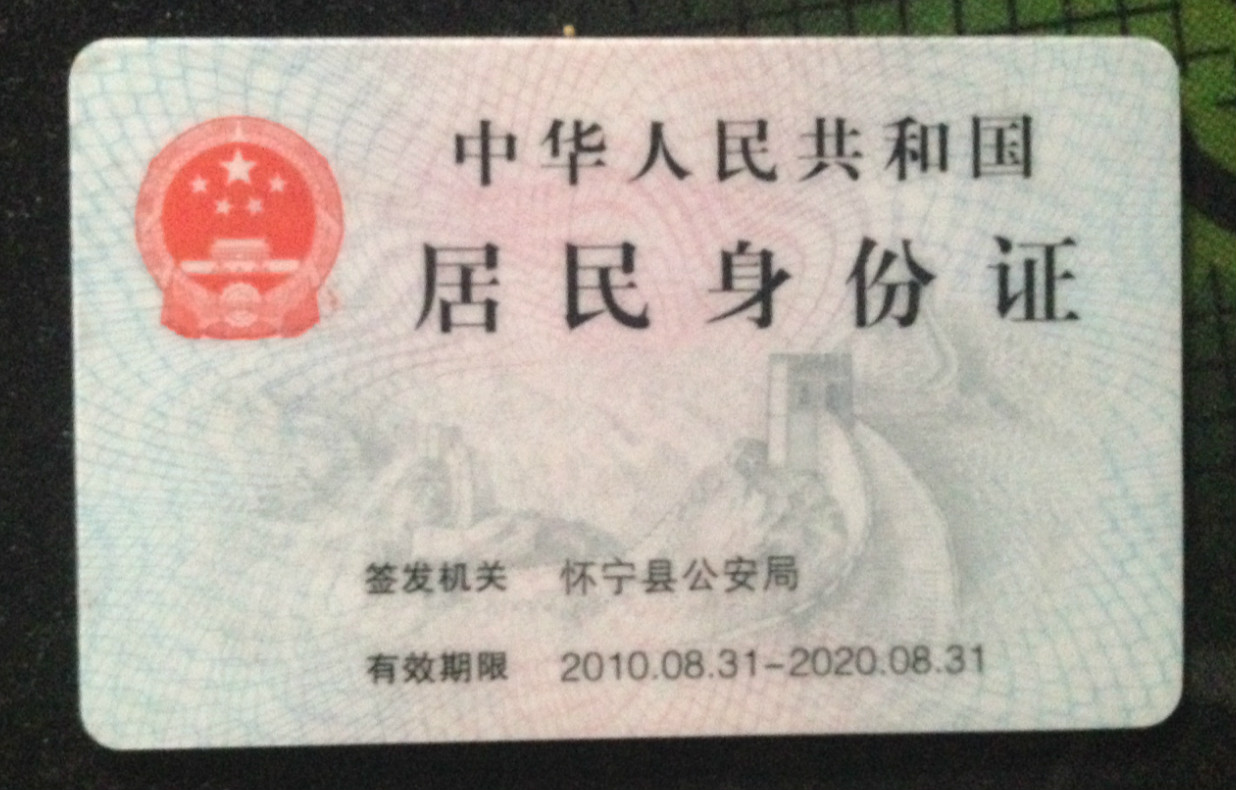 中华人民共和国
居民身份证
签发机关 怀宁县公安局
有效期限 2010.08.31-2020.08.31